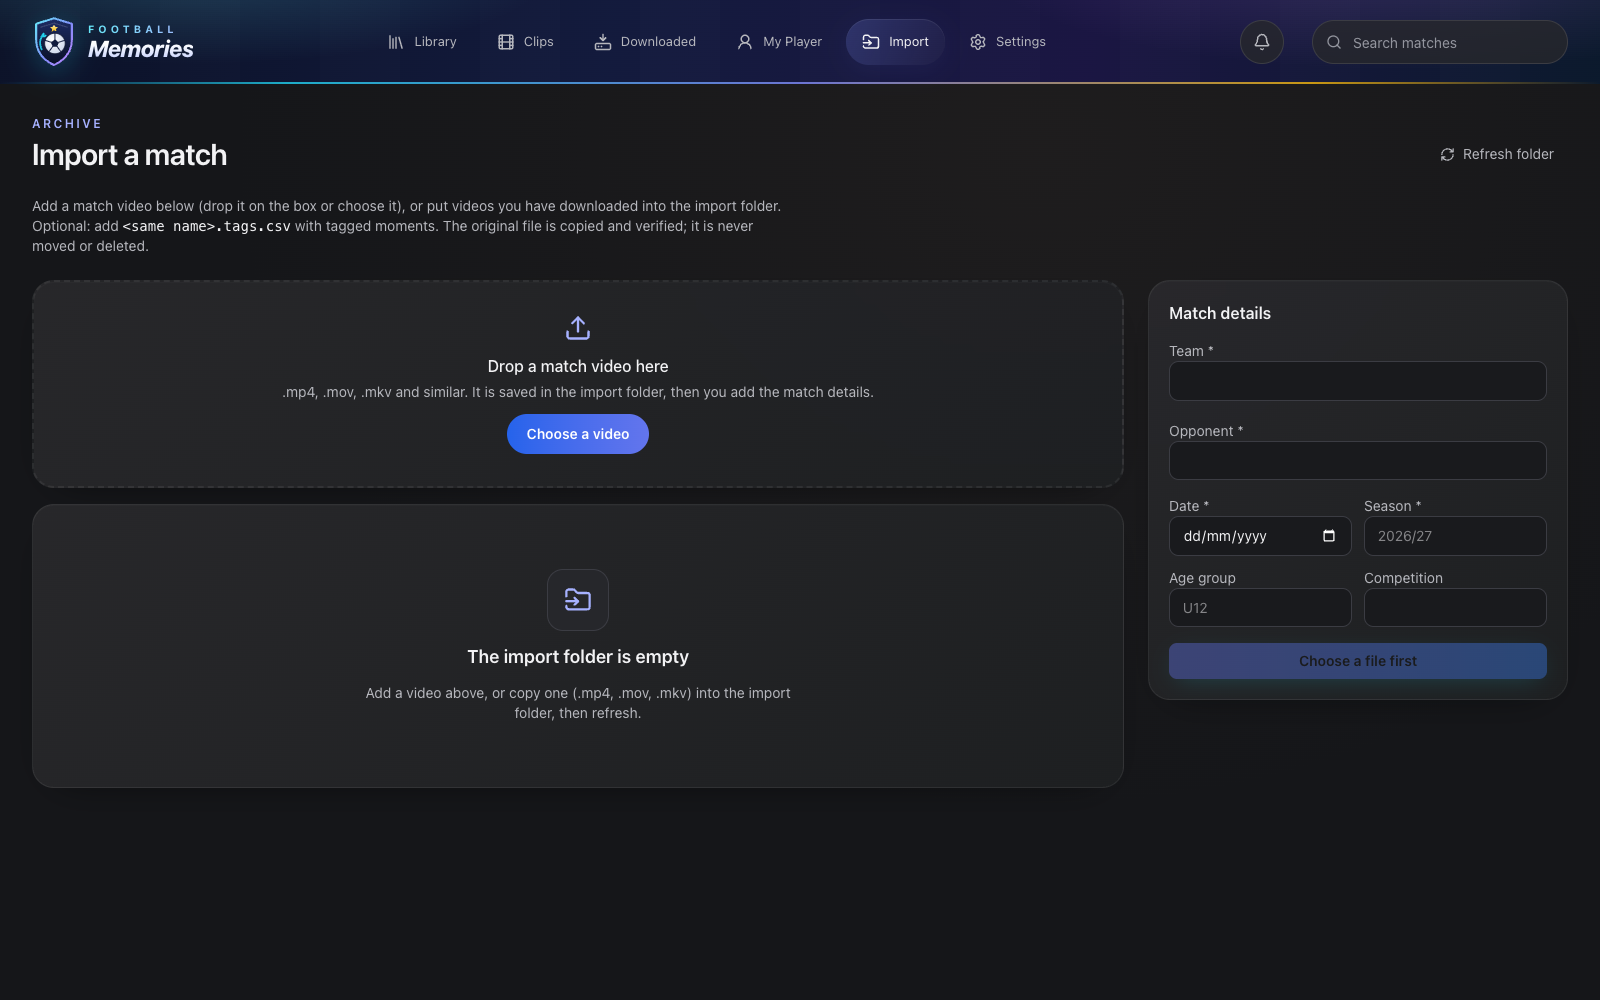 FOOTBALL
Memories
Library
Clips
Downloaded
My Player
Import
Settings
Search matches
ARCHIVE
Import a match
Refresh folder
Add a match video below (drop it on the box or choose it), or put videos you have downloaded into the import folder.
Optional: add <same name>.tags.csv with tagged moments. The original file is copied and verified; it is never
moved or deleted.
Drop a match video here
.mp4, .mov, .mkv and similar. It is saved in the import folder, then you add the match details.
Choose a video
The import folder is empty
Add a video above, or copy one (.mp4, .mov, .mkv) into the import
folder, then refresh.
Match details
Team *
Opponent *
Date *
Season *
dd/mm/yyyy
2026/27
Age group
Competition
U12
Choose a file first